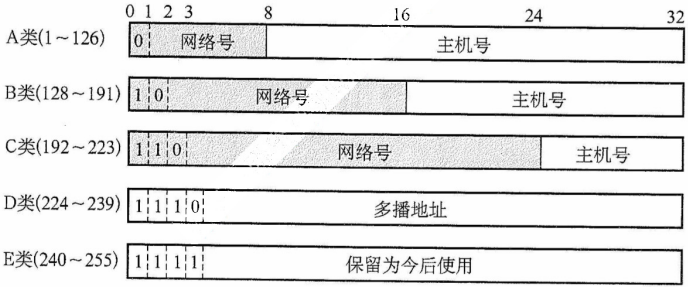 0 1 2 3 8 16 24 32
A类(1～126) 0 网络号 主机号
B类(128～191) 1 0 网络号 主机号
C类(192～223) 1 1 0 网络号 主机号
D类(224～239) 1 1 1 0 多播地址
E类(240～255) 1 1 1 1 保留为今后使用